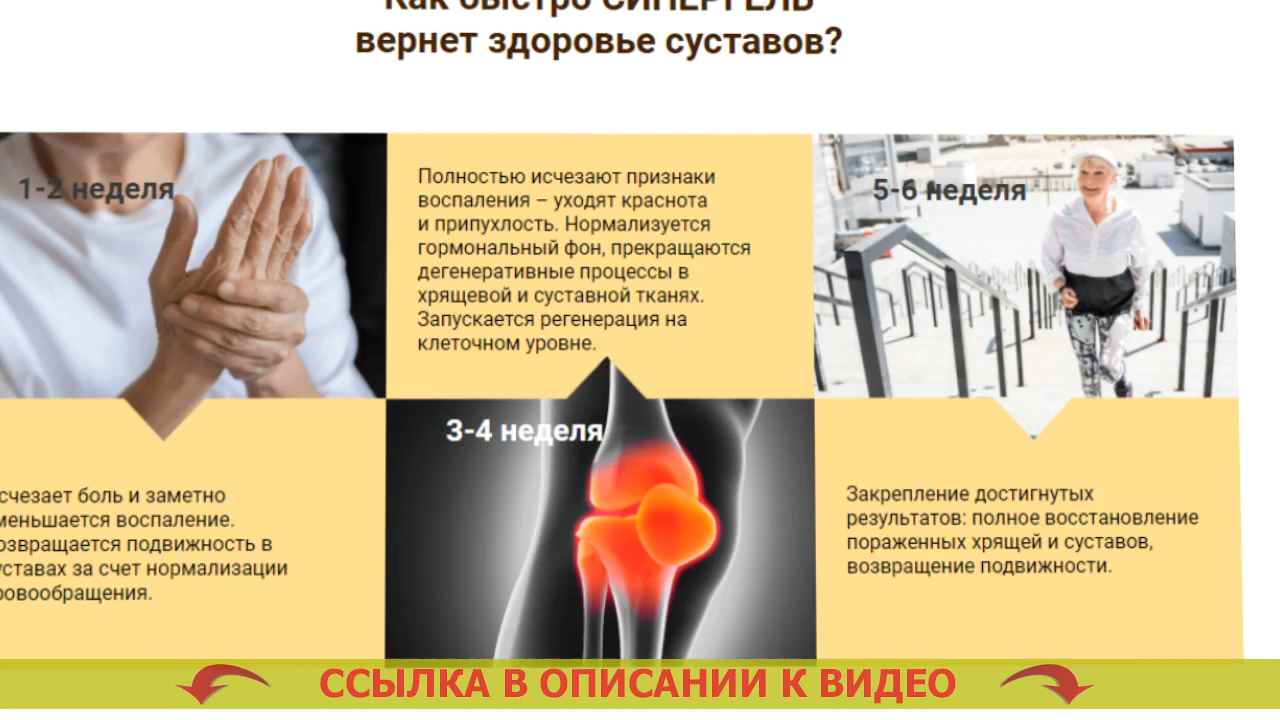 Как быстро СИНЕРГЕЛЬ
вернет здоровье суставов?
1-2 неделя
счезает боль и заметно
меньшается воспаление.
озвращается подвижность в
уставах за счет нормализации
ровообращения.
Полностью исчезают признаки
воспаления – уходят краснота
и припухлость. Нормализуется
гормональный фон, прекращаются
дегенеративные процессы в
хрящевой и суставной тканях.
Запускается регенерация на
клеточном уровне.
3-4 неделя
5-6 неделя
Закрепление достигнутых
результатов: полное восстановление
пораженных хрящей и суставов,
возвращение подвижности.
ССЫЛКА В ОПИСАНИИ К ВИДЕО